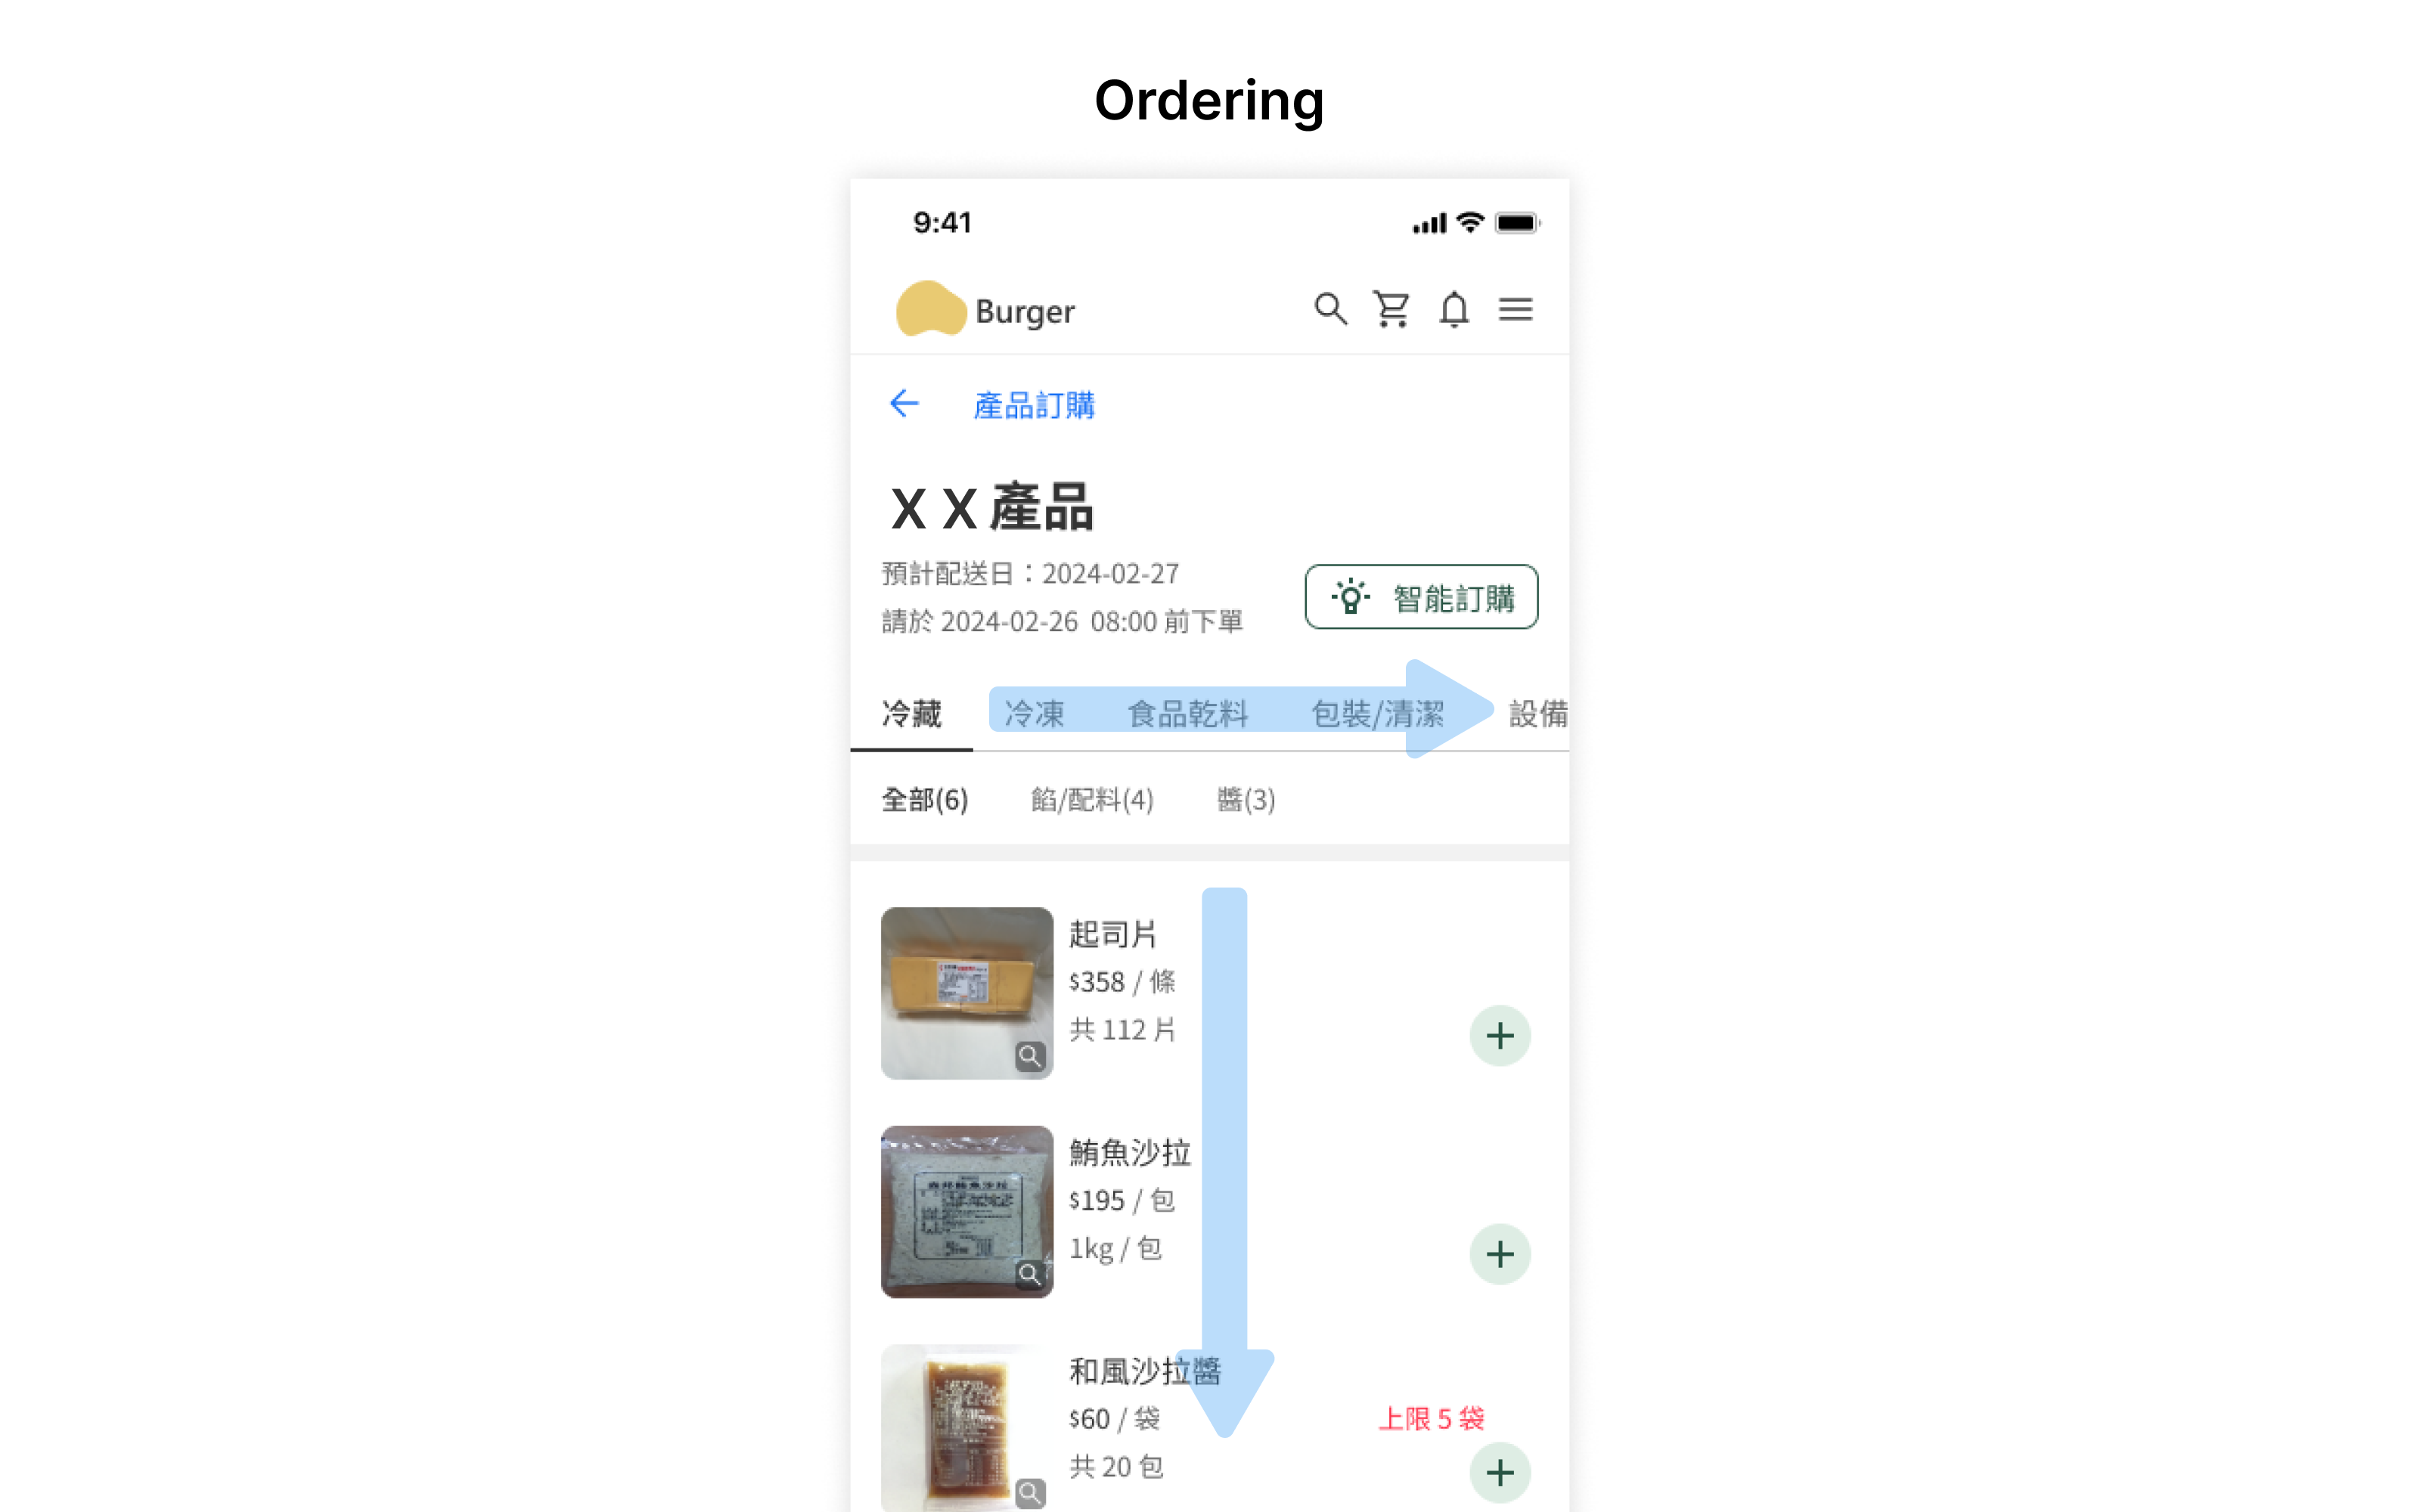 Ordering
9:41
Burger
產品訂購
X X 產品
預計配送日：2024-02-27
請於 2024-02-26 08:00 前下單
智能訂購
冷藏 冷凍 食品乾料 包裝/清潔 設備
全部(6) 餡/配料(4) 醬(3)
起司片
$358 / 條
共 112 片
鮪魚沙拉
$195 / 包
1kg / 包
和風沙拉醬
$60 / 袋
上限 5 袋
共 20 包